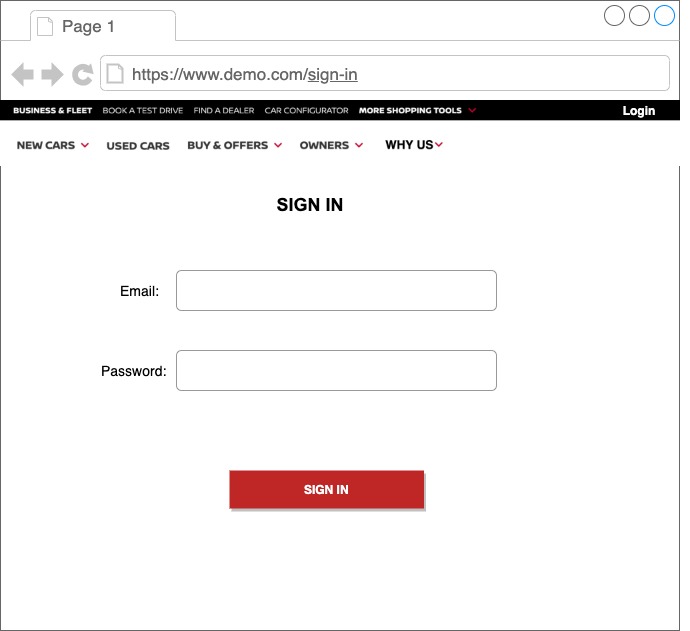 Page 1
https://www.demo.com/sign-in
BUSINESS & FLEET BOOK A TEST DRIVE FIND A DEALER CAR CONFIGURATOR MORE SHOPPING TOOLS Login
NEW CARS USED CARS BUY & OFFERS OWNERS WHY US
SIGN IN
Email:
Password:
SIGN IN